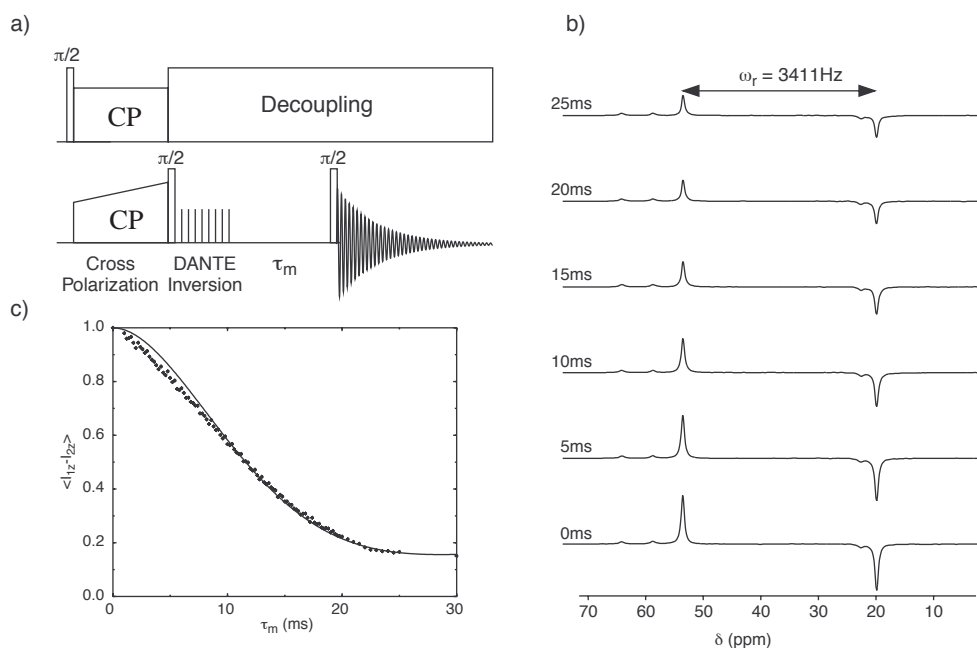 a)
π/2
CP
Decoupling
π/2
π/2
CP
Cross
Polarization
DANTE
Inversion
τm
c)
1.0
0.8
0.6
0.4
0.2
0.0
<I1z-I2z>
0
10
20
30
τm (ms)
b)
ωr = 3411Hz
25ms
20ms
15ms
10ms
5ms
0ms
70
60
50
40
30
20
10
δ (ppm)